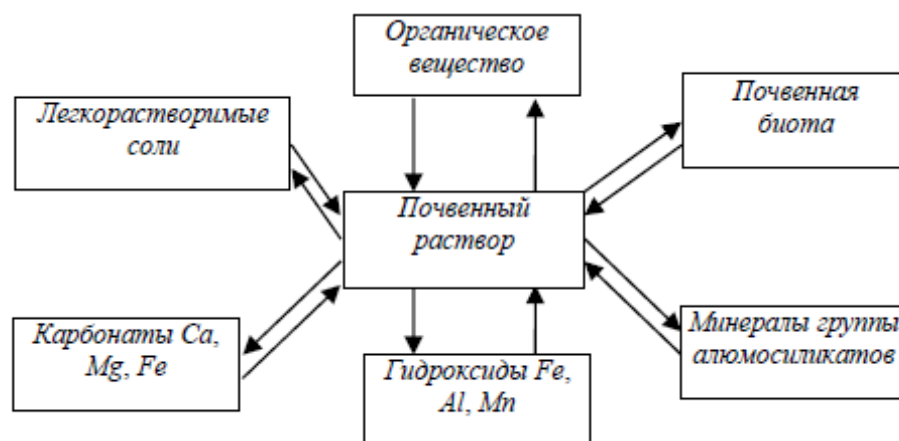 Органическое
вещество
Легкорастворимые
соли
Почвенная
биота
Почвенный
раствор
Карбонаты Ca,
Mg, Fe
Гидроксиды Fe,
Al, Mn
Минералы группы
алюмосиликатов